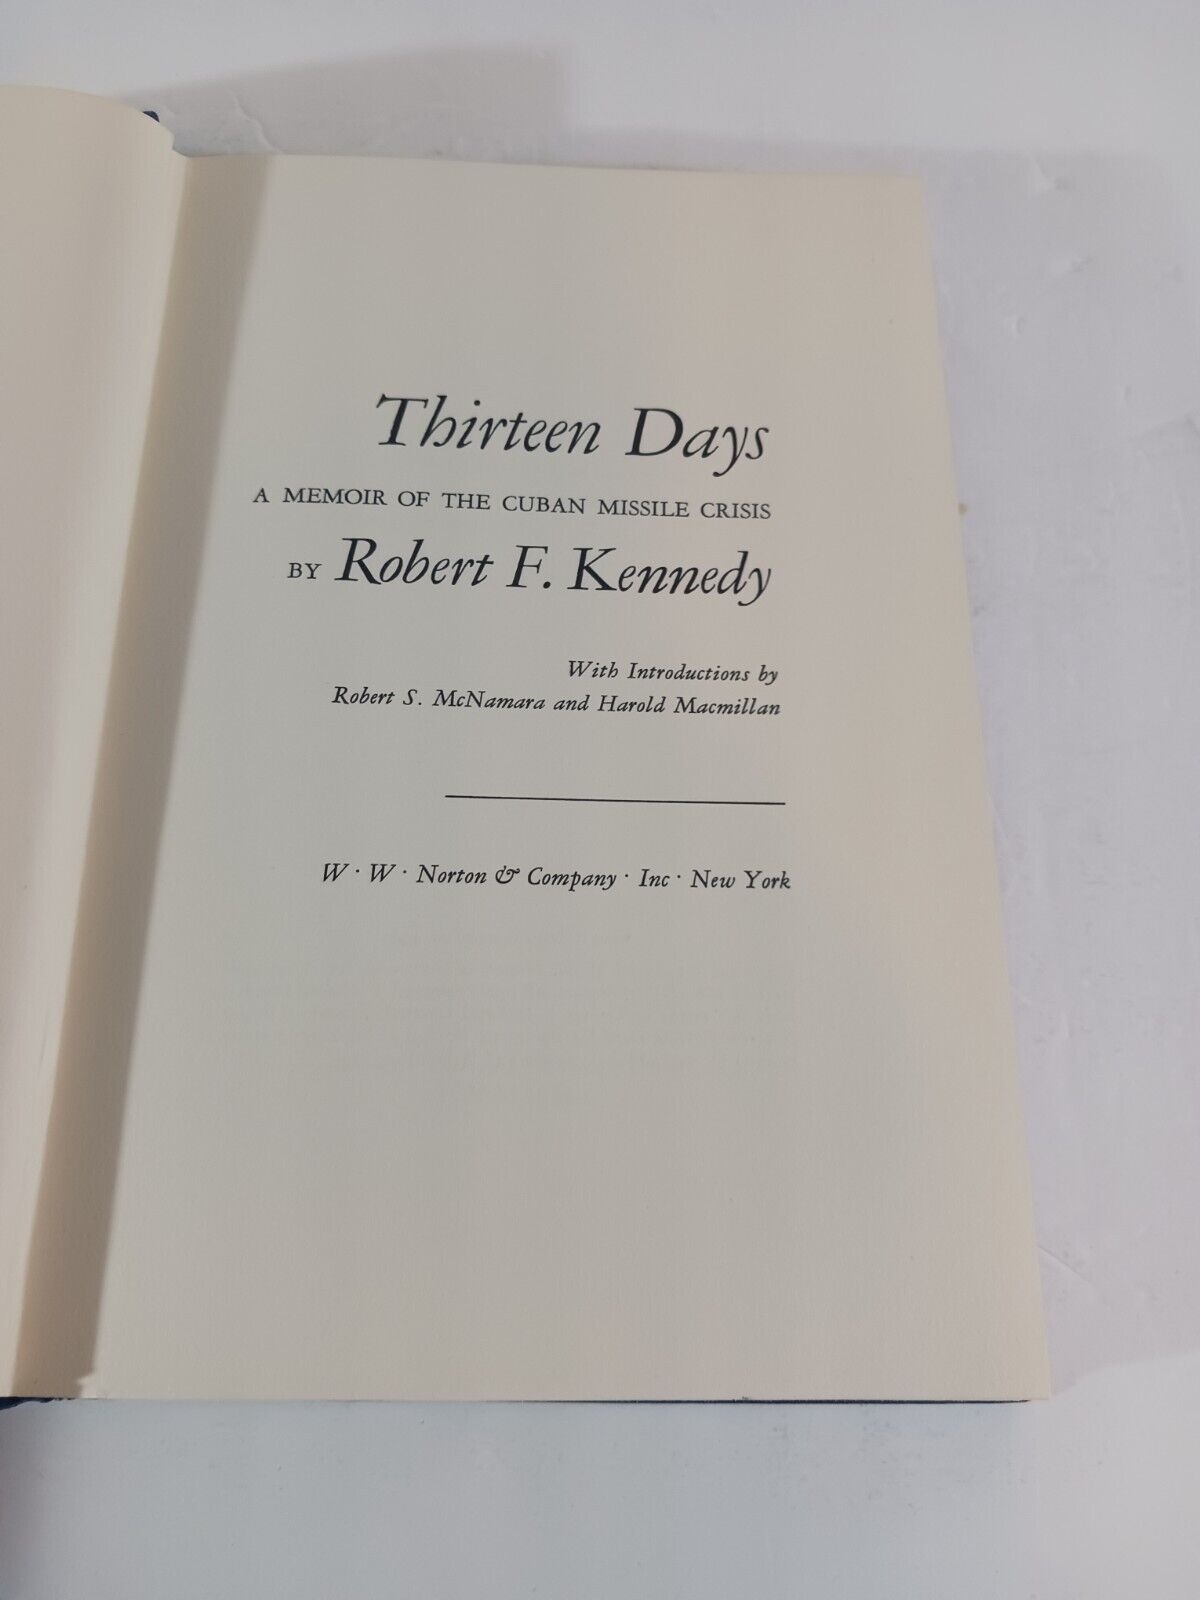 Thirteen Days
A MEMOIR OF THE CUBAN MISSILE CRISIS
BY Robert F. Kennedy
With Introductions by
Robert S. McNamara and Harold Macmillan
W · W · Norton & Company · Inc · New York